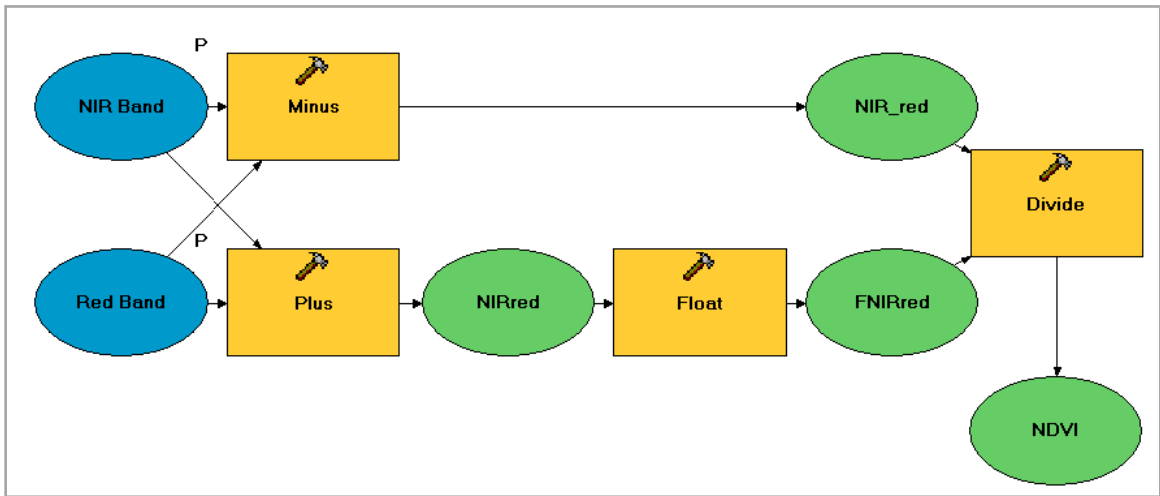 P
NIR Band
Minus
NIR_red
Divide
P
Red Band
Plus
NIRred
Float
FNIRred
NDVI